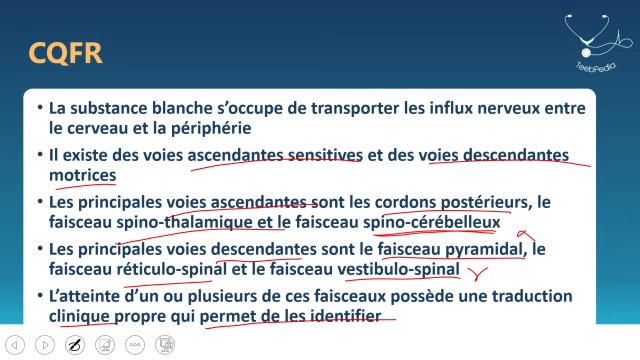 CQFR
TeebPedia
• La substance blanche s'occupe de transporter les influx nerveux entre
le cerveau et la périphérie
• Il existe des voies ascendantes sensitives et des voies descendantes
motrices
• Les principales voies ascendantes sont les cordons postérieurs, le
faisceau spino-thalamique et le faisceau spino-cérébelleux
• Les principales voies descendantes sont le faisceau pyramidal, le
faisceau réticulo-spinal et le faisceau vestibulo-spinal
• L'atteinte d'un ou plusieurs de ces faisceaux possède une traduction
clinique propre qui permet de les identifier